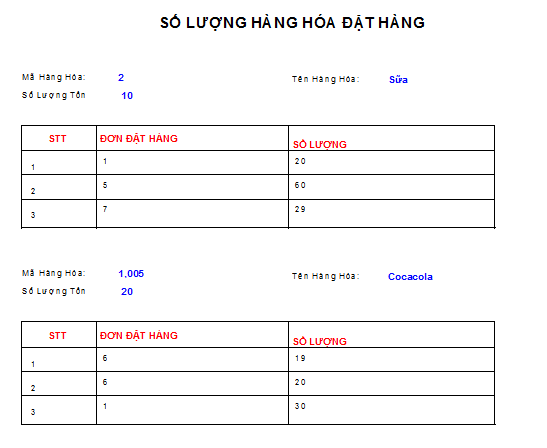 SỐ LƯỢNG HÀNG HÓA ĐẶT HÀNG
Mã Hàng Hóa: 2 Tên Hàng Hóa: Sữa
Số Lượng Tồn 10
STT ĐƠN ĐẶT HÀNG SỐ LƯỢNG
1 1 20
2 5 60
3 7 29
Mã Hàng Hóa: 1,005 Tên Hàng Hóa: Cocacola
Số Lượng Tồn 20
STT ĐƠN ĐẶT HÀNG SỐ LƯỢNG
1 6 19
2 6 20
3 1 30